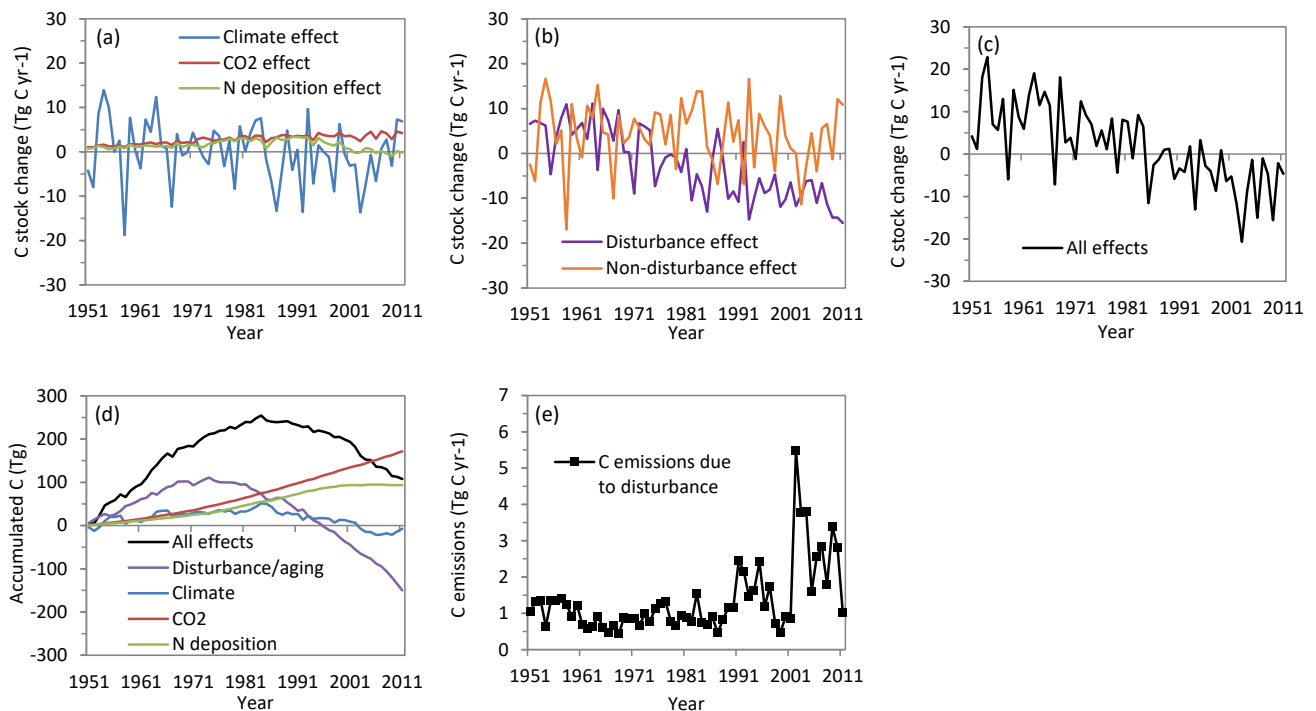 (a)
Climate effect
CO2 effect
N deposition effect
C stock change (Tg C yr-1)
30
20
10
0
-10
-20
-30
1951 1961 1971 1981 1991 2001 2011
Year
(b)
Disturbance effect
Non-disturbance effect
C stock change (Tg C yr-1)
30
20
10
0
-10
-20
-30
1951 1961 1971 1981 1991 2001 2011
Year
(c)
All effects
C stock change (Tg C yr-1)
30
20
10
0
-10
-20
-30
1951 1961 1971 1981 1991 2001 2011
Year
(d)
All effects
Disturbance/aging
Climate
CO2
N deposition
Accumulated C (Tg)
300
200
100
0
-100
-200
-300
1951 1961 1971 1981 1991 2001 2011
Year
(e)
C emissions due
to disturbance
C emissions (Tg C yr-1)
7
6
5
4
3
2
1
0
1951 1961 1971 1981 1991 2001 2011
Year